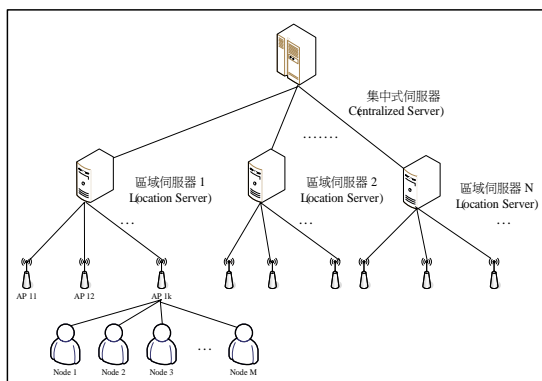 集中式伺服器
(Centralized Server)
.......
區域伺服器 1
(Location Server)
區域伺服器 2
(Location Server)
區域伺服器 N
(Location Server)
...
...
...
AP 11
AP 12
AP 1k
...
Node 1
Node 2
Node 3
Node M